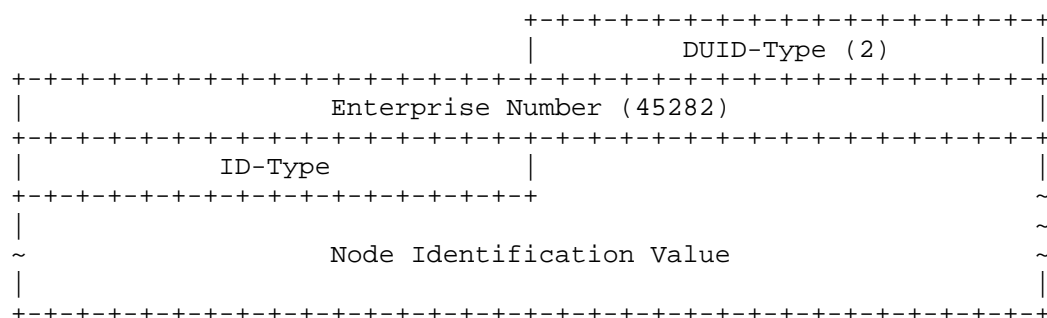 DUID-Type (2)
Enterprise Number (45282)
ID-Type
Node Identification Value